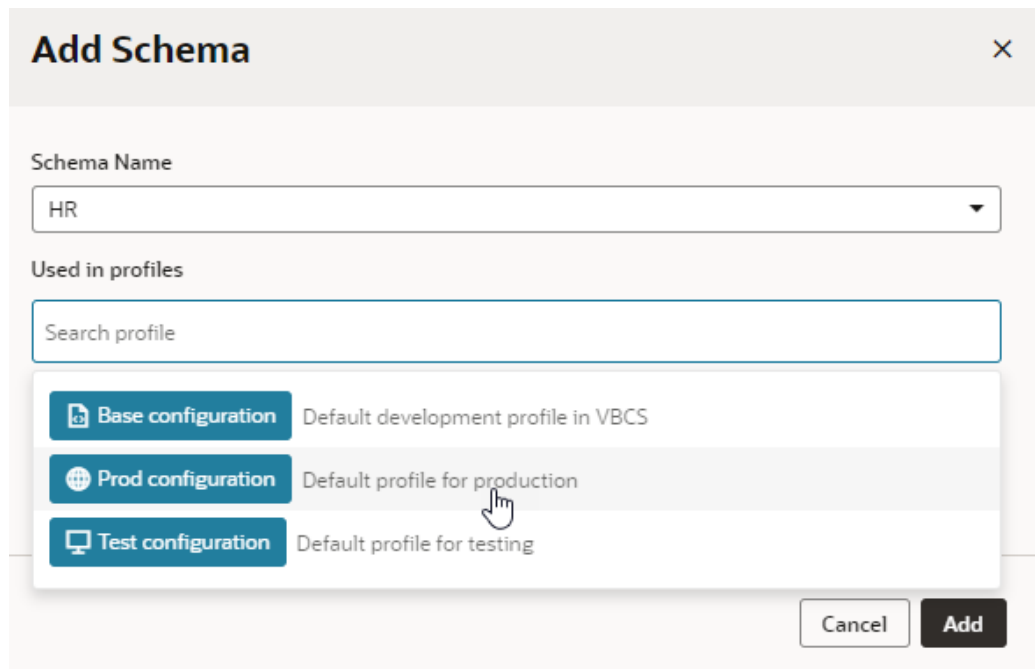 Add Schema
Schema Name
HR
Used in profiles
Search profile
Base configuration Default development profile in VBCS
Prod configuration Default profile for production
Test configuration Default profile for testing
Cancel Add